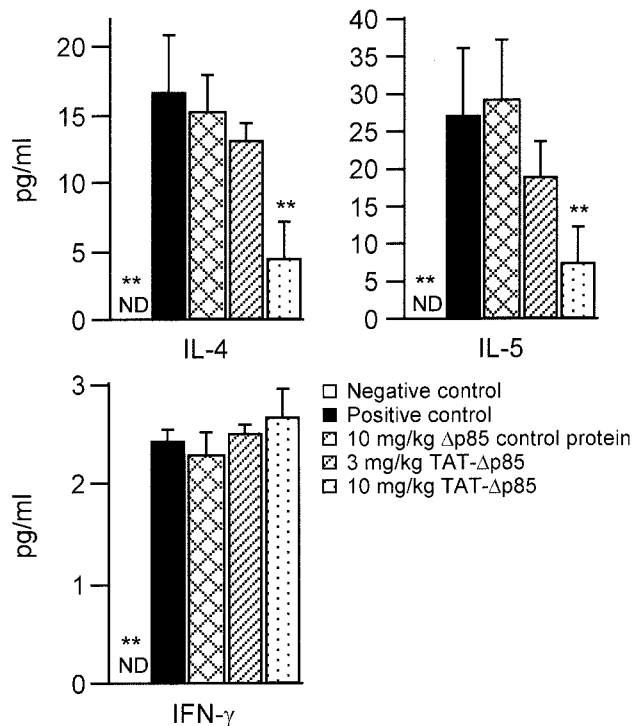 pg/ml
20
15
10
5
0
**
ND
**
IL-4
pg/ml
40
35
30
25
20
15
10
5
0
**
ND
**
IL-5
pg/ml
3
2
1
0
**
ND
IFN-γ
Negative control
Positive control
10 mg/kg Δp85 control protein
3 mg/kg TAT-Δp85
10 mg/kg TAT-Δp85